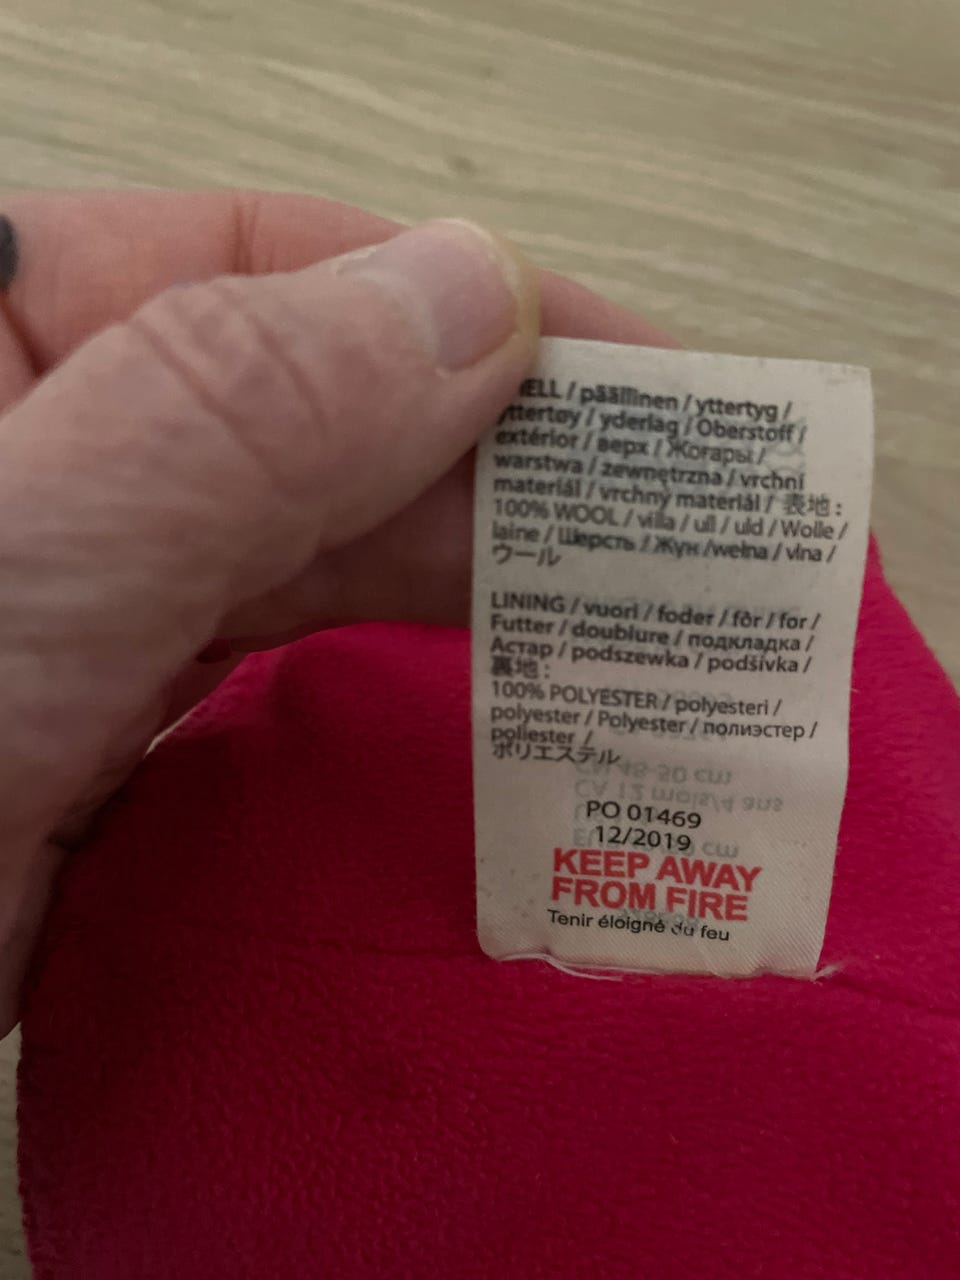 päällinen / yttertyg /
yttertøy / yderlag / Oberstoff /
extérior / верх / Жоғарғы /
warstwa / zewnętrzna / vrchní
materiál / vrchný materiál / 表地 :
100% WOOL / villa / ull / uld / Wolle /
laine / Шерсть / Жүн /wełna / vlna /
ウール
LINING / vuori / foder / fôr / for /
Futter / doublure / подкладка /
Астар / podszewka / podšívka /
裏地 :
100% POLYESTER / polyesteri /
polyester / Polyester / полиэстер /
poliester /
ポリエステル
PO 01469
12/2019
KEEP AWAY
FROM FIRE
Tenir éloigné du feu